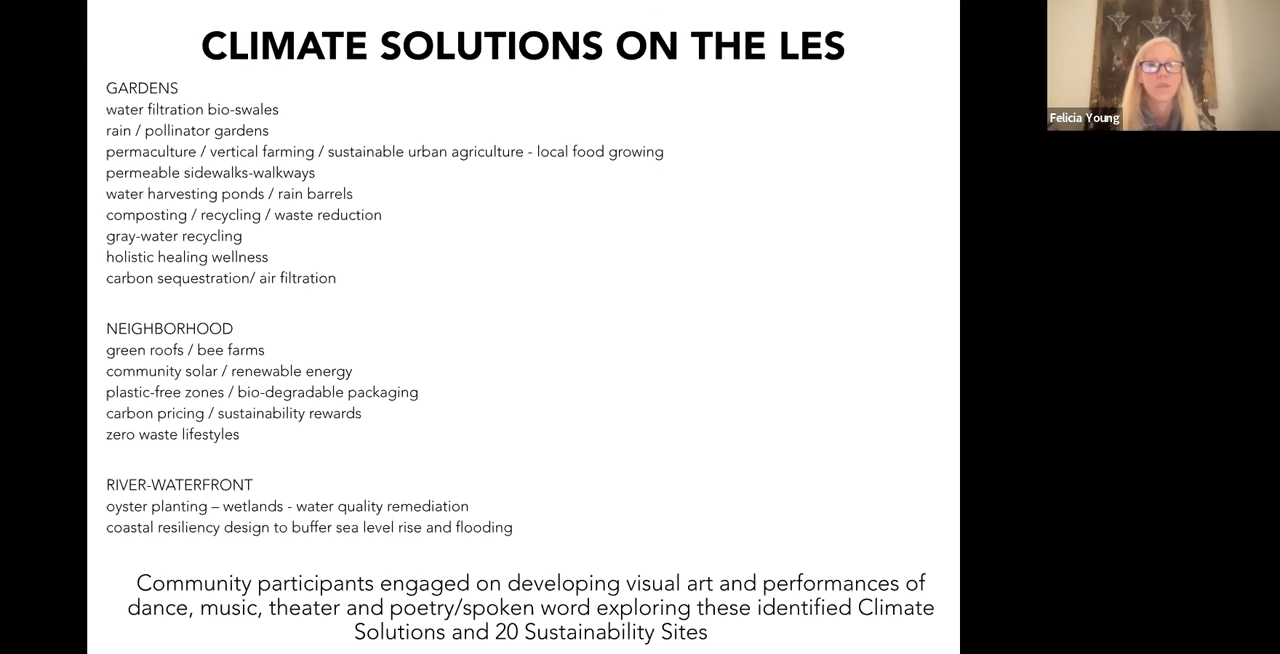 CLIMATE SOLUTIONS ON THE LES
GARDENS
water filtration bio-swales
rain / pollinator gardens
permaculture / vertical farming / sustainable urban agriculture - local food growing
permeable sidewalks-walkways
water harvesting ponds / rain barrels
composting / recycling / waste reduction
gray-water recycling
holistic healing wellness
carbon sequestration/ air filtration
NEIGHBORHOOD
green roofs / bee farms
community solar / renewable energy
plastic-free zones / bio-degradable packaging
carbon pricing / sustainability rewards
zero waste lifestyles
RIVER-WATERFRONT
oyster planting – wetlands - water quality remediation
coastal resiliency design to buffer sea level rise and flooding
Community participants engaged on developing visual art and performances of
dance, music, theater and poetry/spoken word exploring these identified Climate
Solutions and 20 Sustainability Sites
Felicia Young